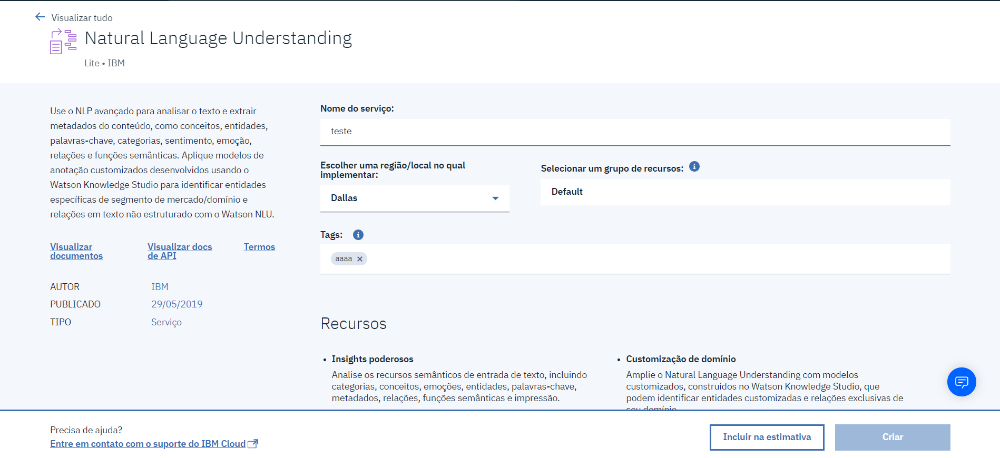 Visualizar tudo
Natural Language Understanding
Lite • IBM
Use o NLP avançado para analisar o texto e extrair
metadados do conteúdo, como conceitos, entidades,
palavras-chave, categorias, sentimento, emoção,
relações e funções semânticas. Aplique modelos de
anotação customizados desenvolvidos usando o
Watson Knowledge Studio para identificar entidades
específicas de segmento de mercado/domínio e
relações em texto não estruturado com o Watson NLU.
Visualizar
documentos
Visualizar docs
de API
Termos
AUTOR IBM
PUBLICADO 29/05/2019
TIPO Serviço
Nome do serviço:
teste
Escolher uma região/local no qual
implementar:
Dallas
Selecionar um grupo de recursos:
Default
Tags:
aaaa
Recursos
• Insights poderosos
Analise os recursos semânticos de entrada de texto, incluindo
categorias, conceitos, emoções, entidades, palavras-chave,
metadados, relações, funções semânticas e impressão.
• Customização de domínio
Amplie o Natural Language Understanding com modelos
customizados, construídos no Watson Knowledge Studio, que
podem identificar entidades customizadas e relações exclusivas de
seu domínio
Precisa de ajuda?
Entre em contato com o suporte do IBM Cloud
Incluir na estimativa
Criar